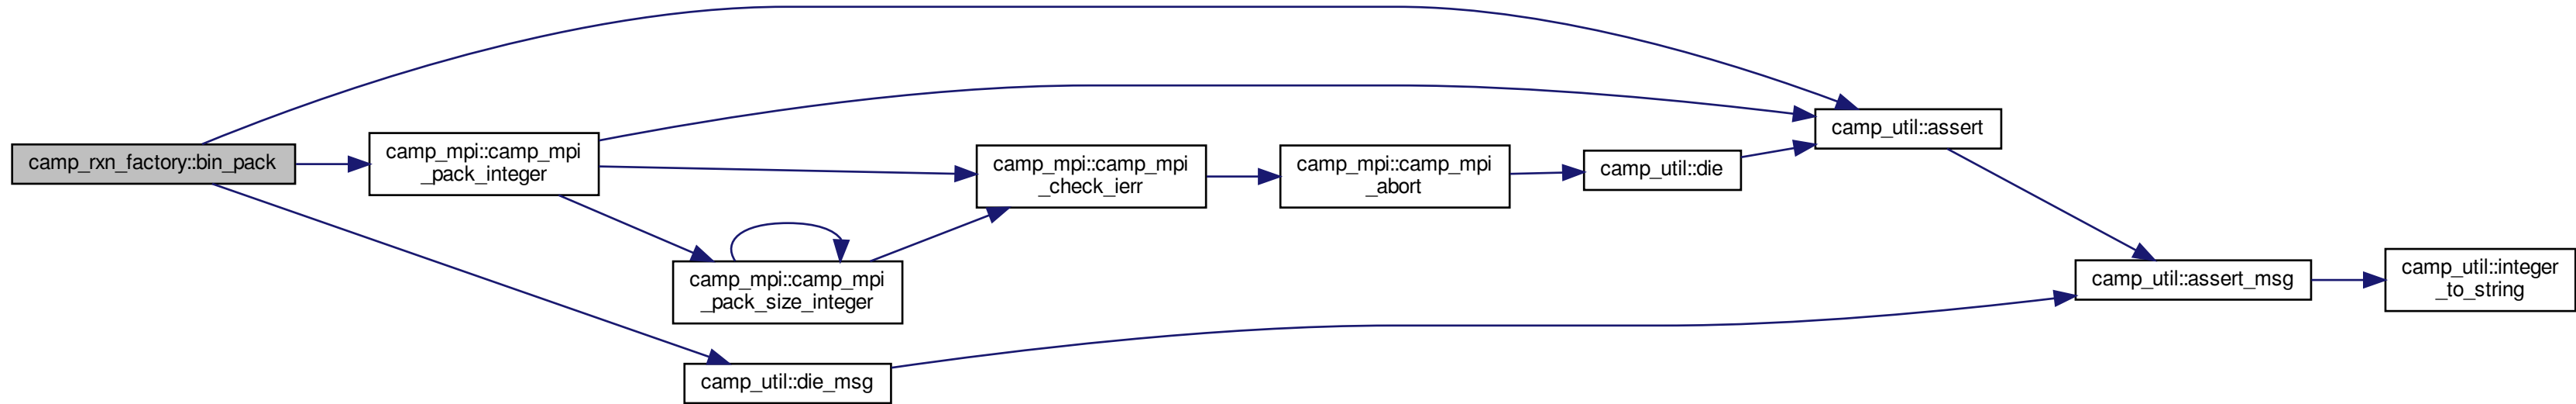 camp_rxn_factory::bin_pack
camp_mpi::camp_mpi
_pack_integer
camp_mpi::camp_mpi
_pack_size_integer
camp_util::die_msg
camp_mpi::camp_mpi
_check_ierr
camp_mpi::camp_mpi
_abort
camp_util::die
camp_util::assert
camp_util::assert_msg
camp_util::integer
_to_string